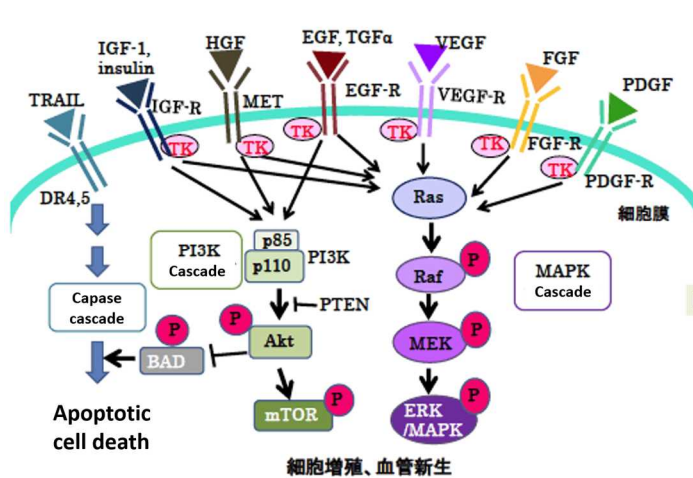 IGF-1,
insulin
HGF
EGF, TGFα
VEGF
FGF
PDGF
TRAIL
IGF-R
MET
EGF-R
VEGF-R
FGF-R
PDGF-R
TK
TK
TK
TK
TK
TK
DR4,5
細胞膜
Ras
p85
p110
PI3K
PI3K
Cascade
Raf
P
MAPK
Cascade
Capase
cascade
PTEN
P
P
Akt
MEK
P
BAD
mTOR
P
ERK
/MAPK
P
Apoptotic
cell death
細胞増殖、血管新生